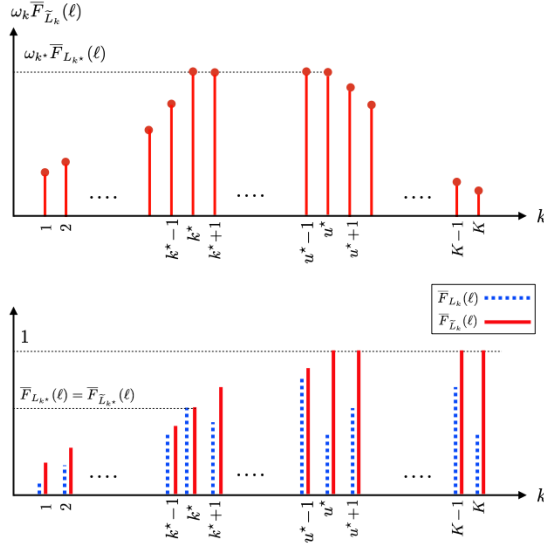 ω_k F̅_{L̃_k}(ℓ)
ω_{k⋆} F̅_{L_{k⋆}}(ℓ)
.... .... .... k
1 2 k⋆−1 k⋆ k⋆+1 u⋆−1 u⋆ u⋆+1 K−1 K
F̅_{L_k}(ℓ)
F̅_{L̃_k}(ℓ)
1
F̅_{L_{k⋆}}(ℓ) = F̅_{L̃_{k⋆}}(ℓ)
.... .... .... k
1 2 k⋆−1 k⋆ k⋆+1 u⋆−1 u⋆ u⋆+1 K−1 K